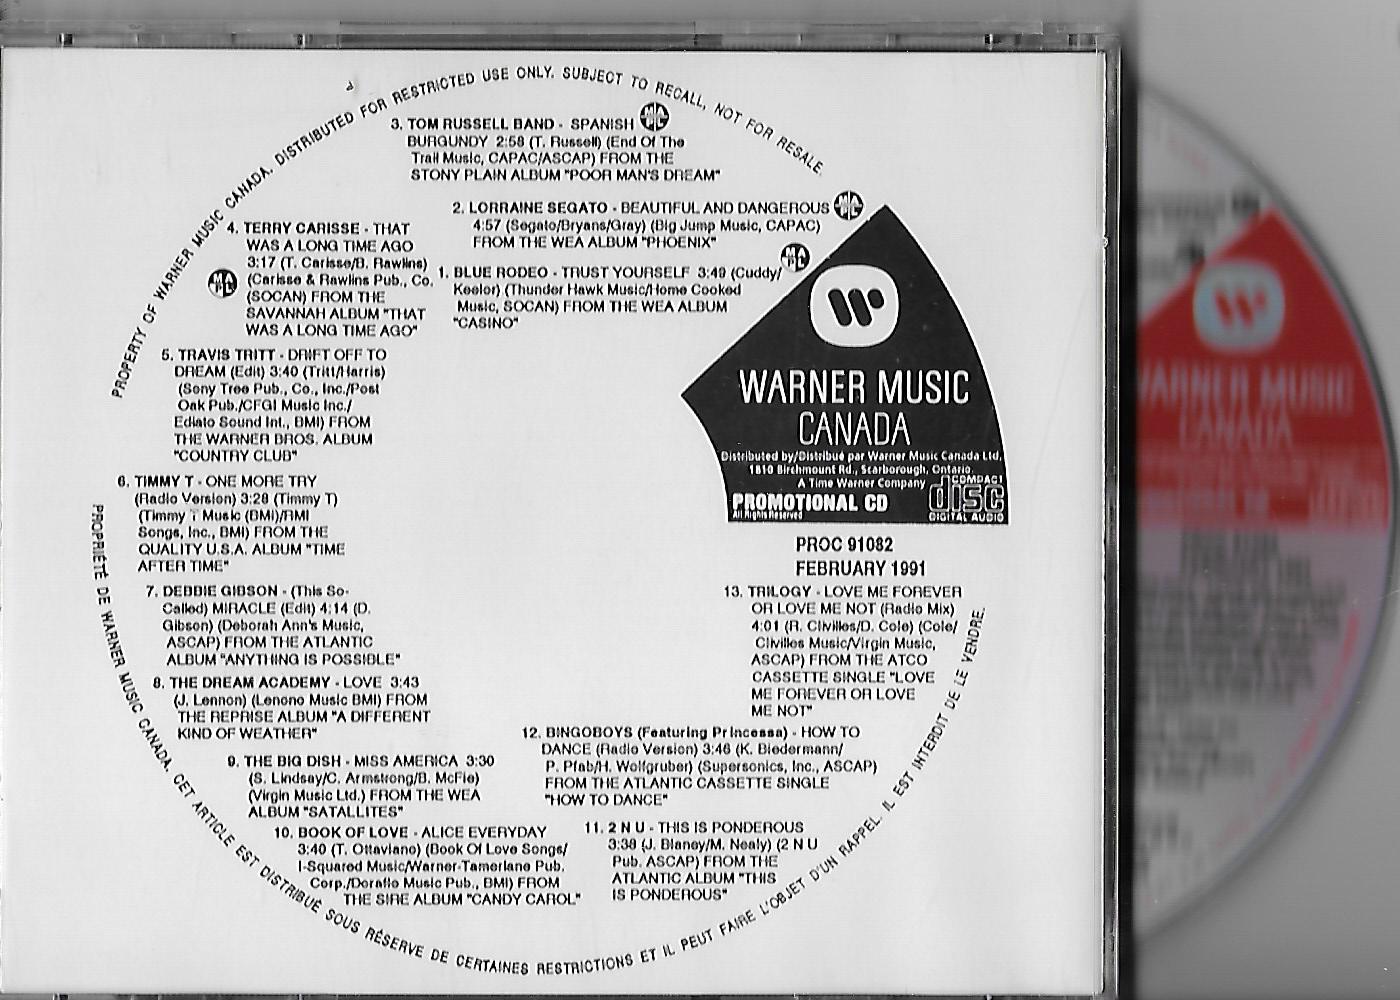 PROPERTY OF WARNER MUSIC CANADA. DISTRIBUTED FOR RESTRICTED USE ONLY. SUBJECT TO RECALL, NOT FOR RESALE.
3. TOM RUSSELL BAND - SPANISH
BURGUNDY 2:58 (T. Russell) (End Of The
Trail Music, CAPAC/ASCAP) FROM THE
STONY PLAIN ALBUM "POOR MAN'S DREAM"
MAPL
2. LORRAINE SEGATO - BEAUTIFUL AND DANGEROUS
4:57 (Segato/Bryans/Gray) (Big Jump Music, CAPAC)
FROM THE WEA ALBUM "PHOENIX"
MAPL
1. BLUE RODEO - TRUST YOURSELF 3:49 (Cuddy/
Keelor) (Thunder Hawk Music/Home Cooked
Music, SOCAN) FROM THE WEA ALBUM
"CASINO"
MAPL
4. TERRY CARISSE - THAT
WAS A LONG TIME AGO
3:17 (T. Carisse/B. Rawlins)
(Carisse & Rawlins Pub., Co.
(SOCAN) FROM THE
SAVANNAH ALBUM "THAT
WAS A LONG TIME AGO"
MAPL
5. TRAVIS TRITT - DRIFT OFF TO
DREAM (Edit) 3:40 (Tritt/Harris)
(Sony Tree Pub., Co., Inc./Post
Oak Pub./CFGI Music Inc./
Edisto Sound Int., BMI) FROM
THE WARNER BROS. ALBUM
"COUNTRY CLUB"
6. TIMMY T - ONE MORE TRY
(Radio Version) 3:28 (Timmy T)
(Timmy T Music (BMI)/RMI
Songs, Inc., BMI) FROM THE
QUALITY U.S.A. ALBUM "TIME
AFTER TIME"
7. DEBBIE GIBSON - (This So-
Called) MIRACLE (Edit) 4:14 (D.
Gibson) (Deborah Ann's Music,
ASCAP) FROM THE ATLANTIC
ALBUM "ANYTHING IS POSSIBLE"
8. THE DREAM ACADEMY - LOVE 3:43
(J. Lennon) (Lenono Music BMI) FROM
THE REPRISE ALBUM "A DIFFERENT
KIND OF WEATHER"
9. THE BIG DISH - MISS AMERICA 3:30
(S. Lindsay/C. Armstrong/B. McFie)
(Virgin Music Ltd.) FROM THE WEA
ALBUM "SATALLITES"
10. BOOK OF LOVE - ALICE EVERYDAY
3:40 (T. Ottaviano) (Book Of Love Songs/
I-Squared Music/Warner-Tamerlane Pub.
Corp./Doratlo Music Pub., BMI) FROM
THE SIRE ALBUM "CANDY CAROL"
11. 2 N U - THIS IS PONDEROUS
3:38 (J. Blaney/M. Nealy) (2 N U
Pub. ASCAP) FROM THE
ATLANTIC ALBUM "THIS
IS PONDEROUS"
12. BINGOBOYS (Featuring Princessa) - HOW TO
DANCE (Radio Version) 3:46 (K. Biedermann/
P. Pfab/H. Wolfgruber) (Supersonics, Inc., ASCAP)
FROM THE ATLANTIC CASSETTE SINGLE
"HOW TO DANCE"
13. TRILOGY - LOVE ME FOREVER
OR LOVE ME NOT (Radio Mix)
4:01 (R. Clivilles/D. Cole) (Cole/
Clivilles Music/Virgin Music,
ASCAP) FROM THE ATCO
CASSETTE SINGLE "LOVE
ME FOREVER OR LOVE
ME NOT"
WARNER MUSIC
CANADA
Distributed by/Distribué par Warner Music Canada Ltd.
1810 Birchmount Rd., Scarborough, Ontario.
A Time Warner Company
PROMOTIONAL CD
All Rights Reserved
COMPACT
disc
DIGITAL AUDIO
PROC 91082
FEBRUARY 1991
PROPRIÉTÉ DE WARNER MUSIC CANADA. CET ARTICLE EST DISTRIBUÉ SOUS RÉSERVE DE CERTAINES RESTRICTIONS ET IL PEUT FAIRE L'OBJET D'UN RAPPEL. IL EST INTERDIT DE LE VENDRE.
WARNER MUSIC
CANADA